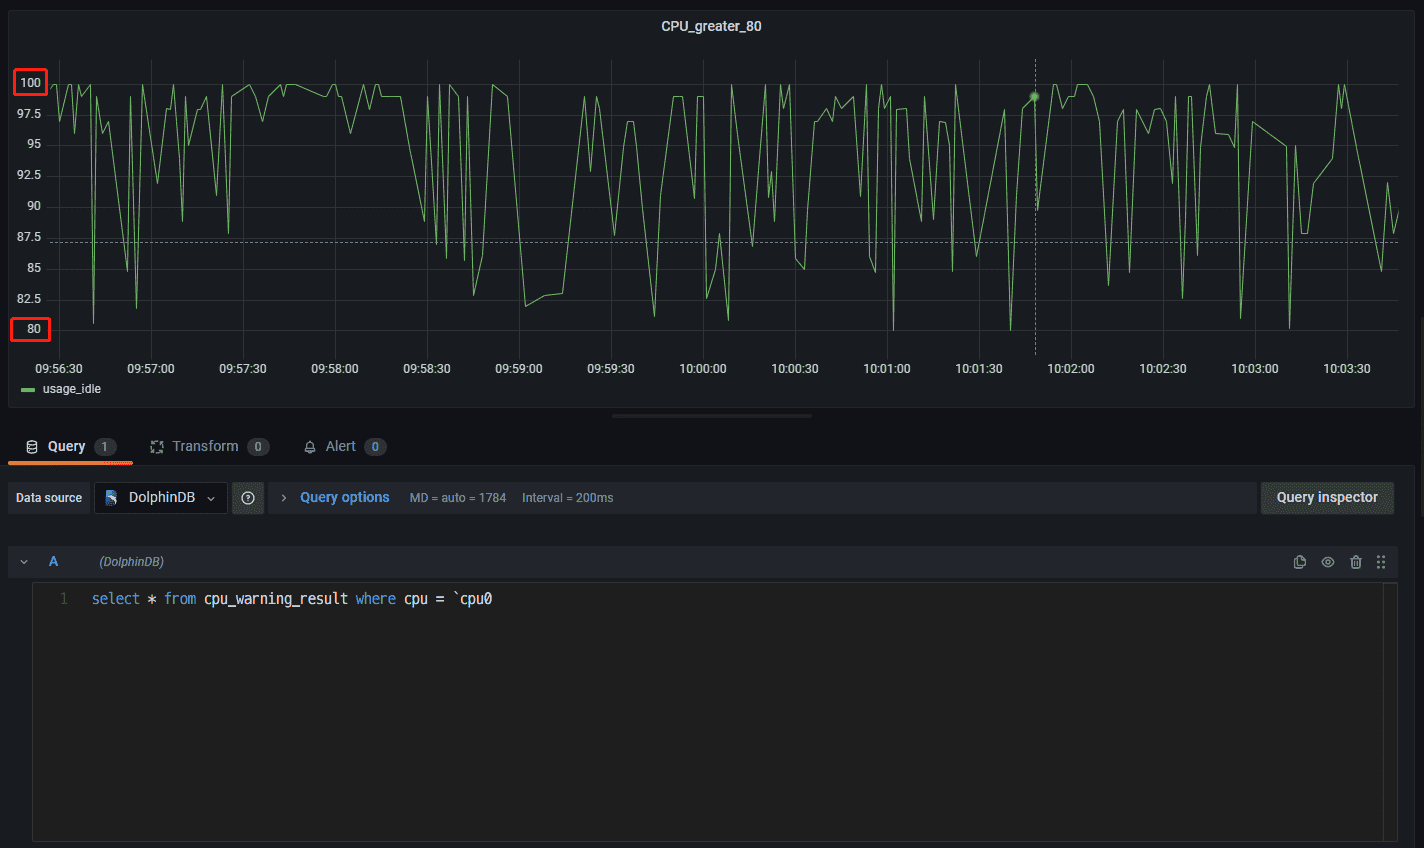 CPU_greater_80
100
97.5
95
92.5
90
87.5
85
82.5
80
09:56:30 09:57:00 09:57:30 09:58:00 09:58:30 09:59:00 09:59:30 10:00:00 10:00:30 10:01:00 10:01:30 10:02:00 10:02:30 10:03:00 10:03:30
usage_idle
Query 1 Transform 0 Alert 0
Data source DolphinDB Query options MD = auto = 1784 Interval = 200ms Query inspector
A (DolphinDB)
1 select * from cpu_warning_result where cpu = `cpu0